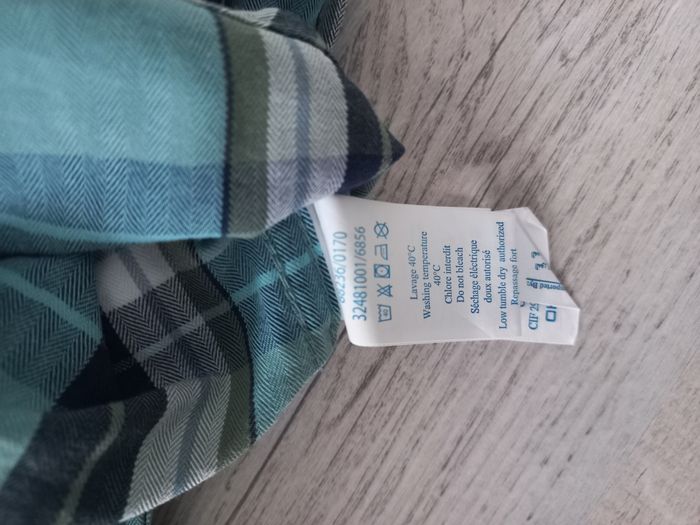 32481001/6856
Lavage 40°C
Washing temperature
40°C
Chlore interdit
Do not bleach
Séchage électrique
doux autorisé
Low tumble dry authorized
Repassage fort